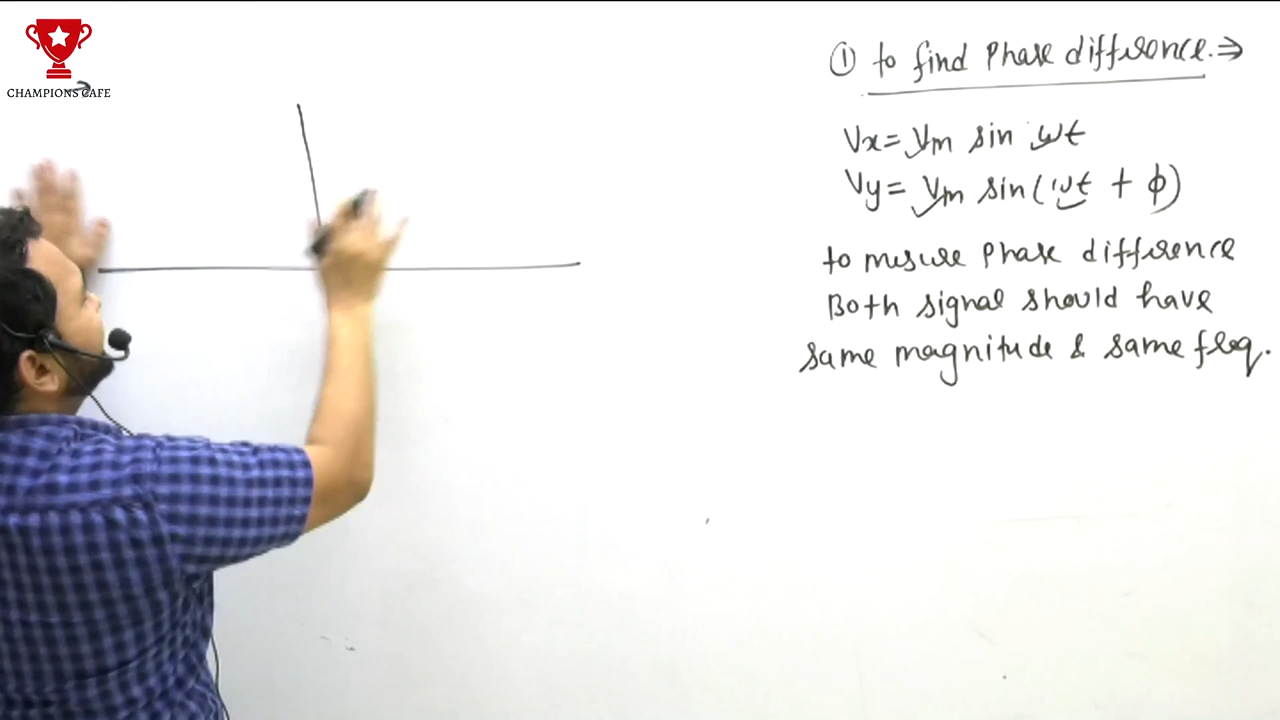 CHAMPIONS CAFE
① to find Phase difference.⇒
Vx = Vm sin ωt
Vy = Vm sin(ωt + ϕ)
to mesure Phase difference
Both signal should have
same magnitude & same freq.